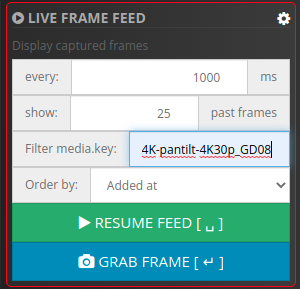 LIVE FRAME FEED
Display captured frames
every: 1000 ms
show: 25 past frames
Filter media.key: 4K-pantilt-4K30p_GD08
Order by: Added at
RESUME FEED [ ␣ ]
GRAB FRAME [ ↵ ]